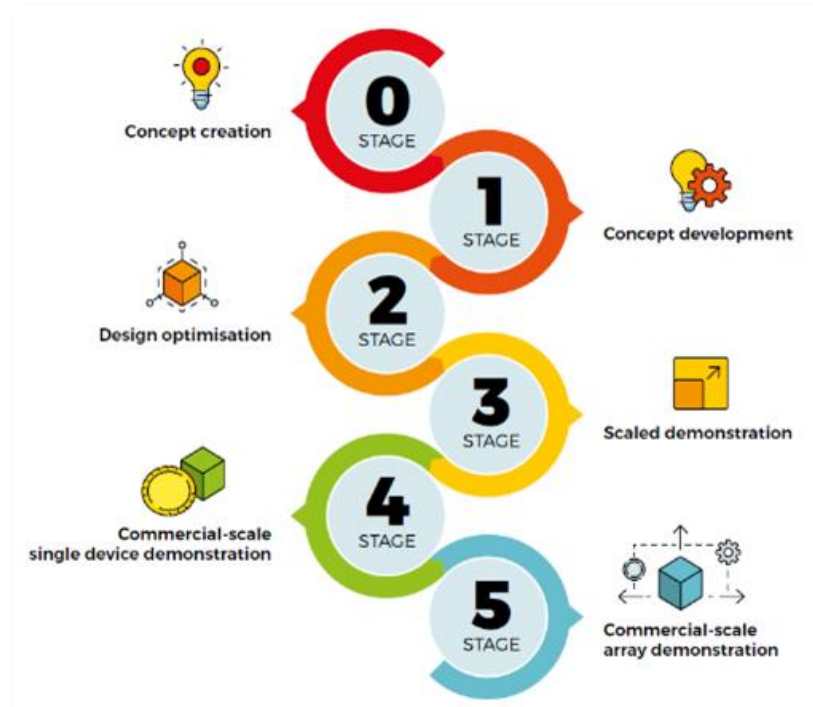 0
STAGE
Concept creation
1
STAGE
Concept development
2
STAGE
Design optimisation
3
STAGE
Scaled demonstration
4
STAGE
Commercial-scale
single device demonstration
5
STAGE
Commercial-scale
array demonstration